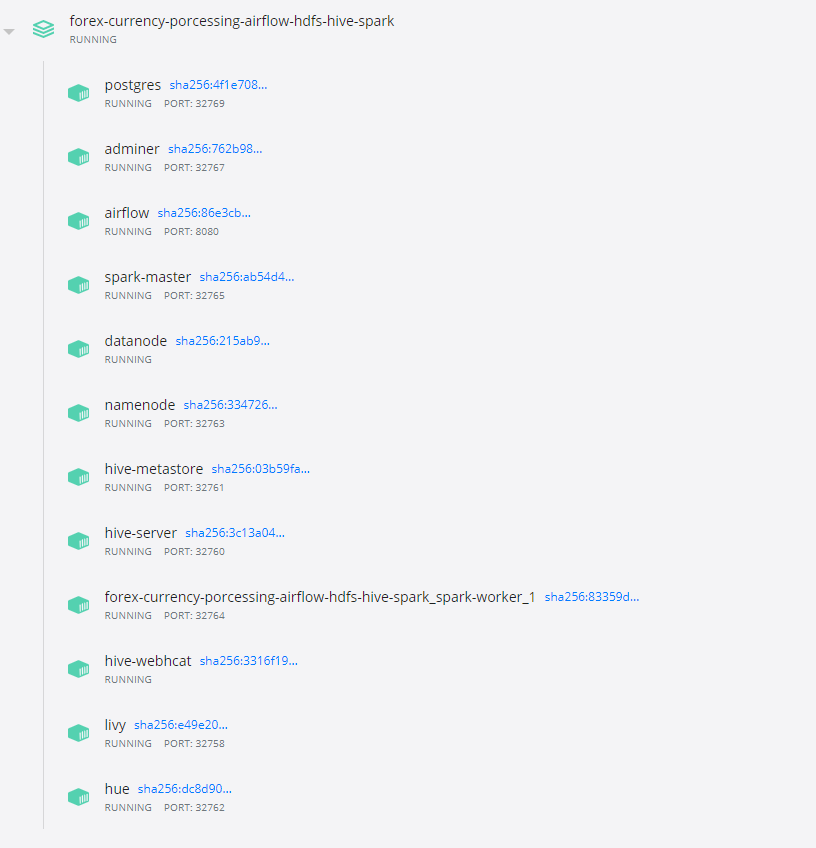 forex-currency-porcessing-airflow-hdfs-hive-spark
RUNNING
postgres sha256:4f1e708...
RUNNING PORT: 32769
adminer sha256:762b98...
RUNNING PORT: 32767
airflow sha256:86e3cb...
RUNNING PORT: 8080
spark-master sha256:ab54d4...
RUNNING PORT: 32765
datanode sha256:215ab9...
RUNNING
namenode sha256:334726...
RUNNING PORT: 32763
hive-metastore sha256:03b59fa...
RUNNING PORT: 32761
hive-server sha256:3c13a04...
RUNNING PORT: 32760
forex-currency-porcessing-airflow-hdfs-hive-spark_spark-worker_1 sha256:83359d...
RUNNING PORT: 32764
hive-webhcat sha256:3316f19...
RUNNING
livy sha256:e49e20...
RUNNING PORT: 32758
hue sha256:dc8d90...
RUNNING PORT: 32762